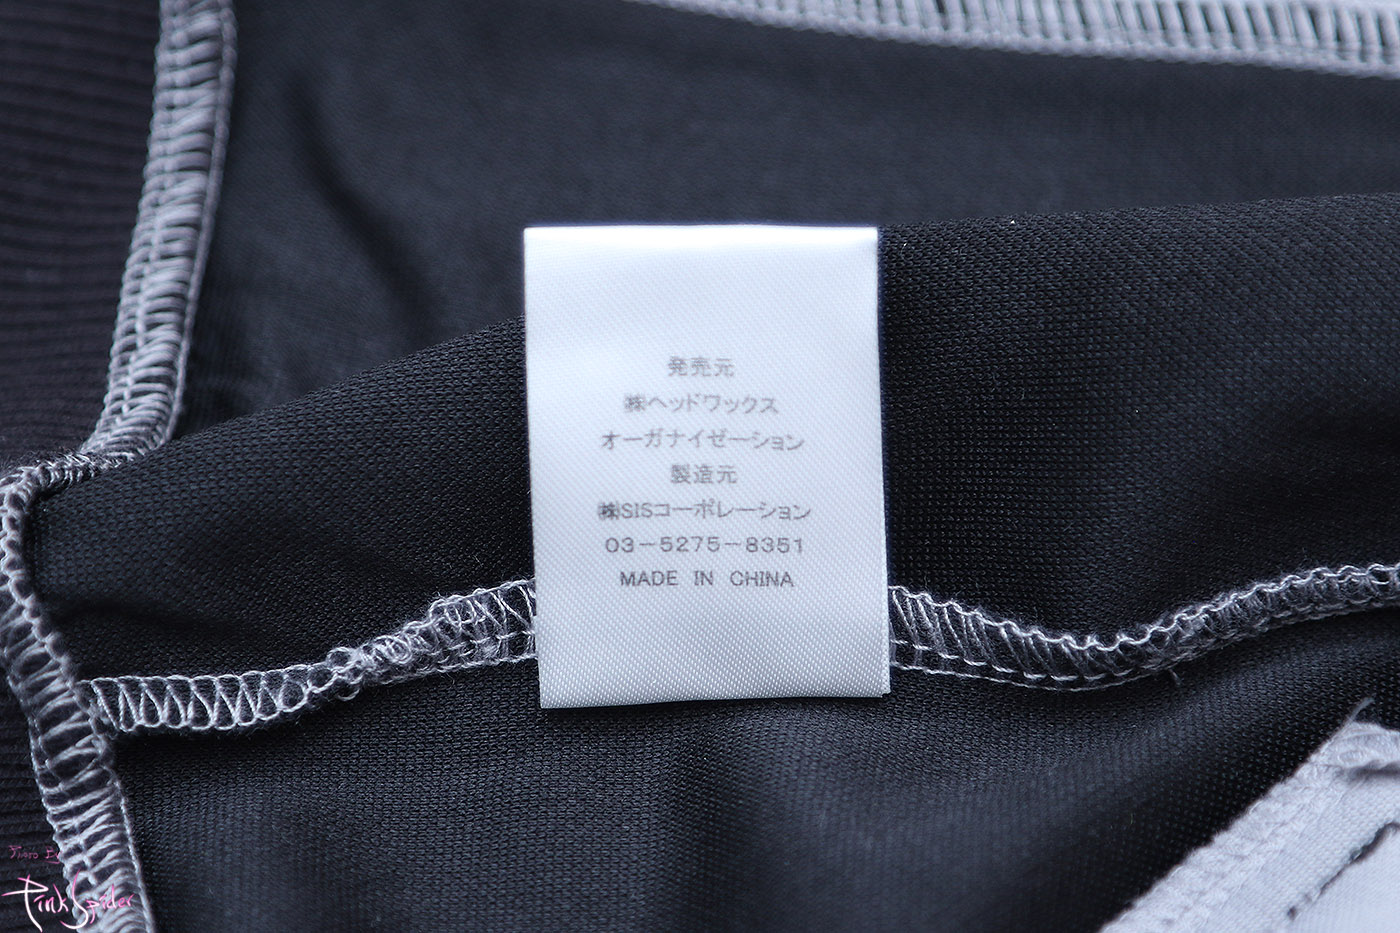 発売元
㈱ヘッドワックス
オーガナイゼーション
製造元
㈱SISコーポレーション
03-5275-8351
MADE IN CHINA
Photo By
Pink Spider